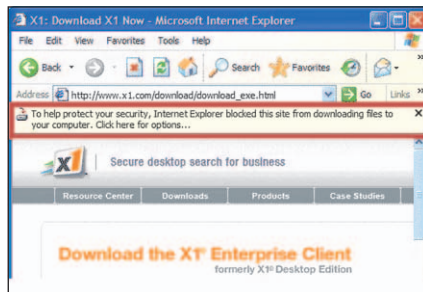 X1: Download X1 Now - Microsoft Internet Explorer
File Edit View Favorites Tools Help
Back Search Favorites
Address http://www.x1.com/download/download_exe.html Go Links
To help protect your security, Internet Explorer blocked this site from downloading files to
your computer. Click here for options...
x1 Secure desktop search for business
Resource Center Downloads Products Case Studies
Download the X1® Enterprise Client
formerly X1® Desktop Edition